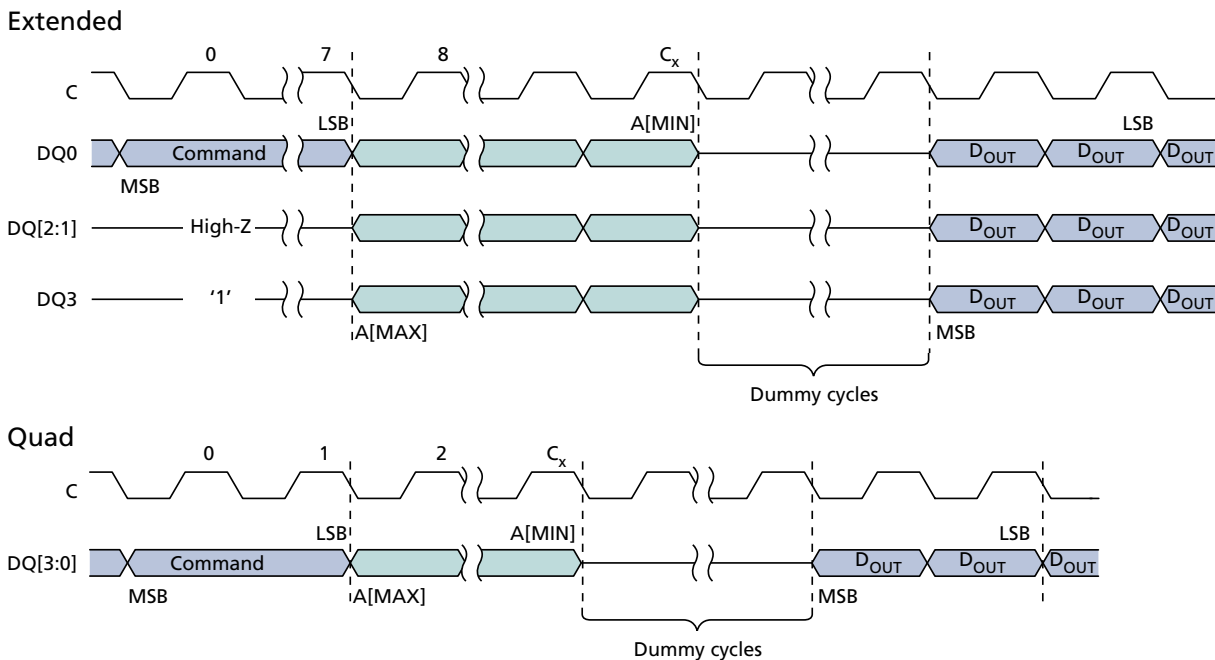 Extended
0 7 8 Cx
C
LSB A[MIN] LSB
DQ0 Command DOUT DOUT DOUT
MSB
DQ[2:1] High-Z DOUT DOUT DOUT
DQ3 ‘1’ DOUT DOUT DOUT
A[MAX] MSB
Dummy cycles
Quad
0 1 2 Cx
C
LSB A[MIN] LSB
DQ[3:0] Command DOUT DOUT DOUT
MSB A[MAX] MSB
Dummy cycles